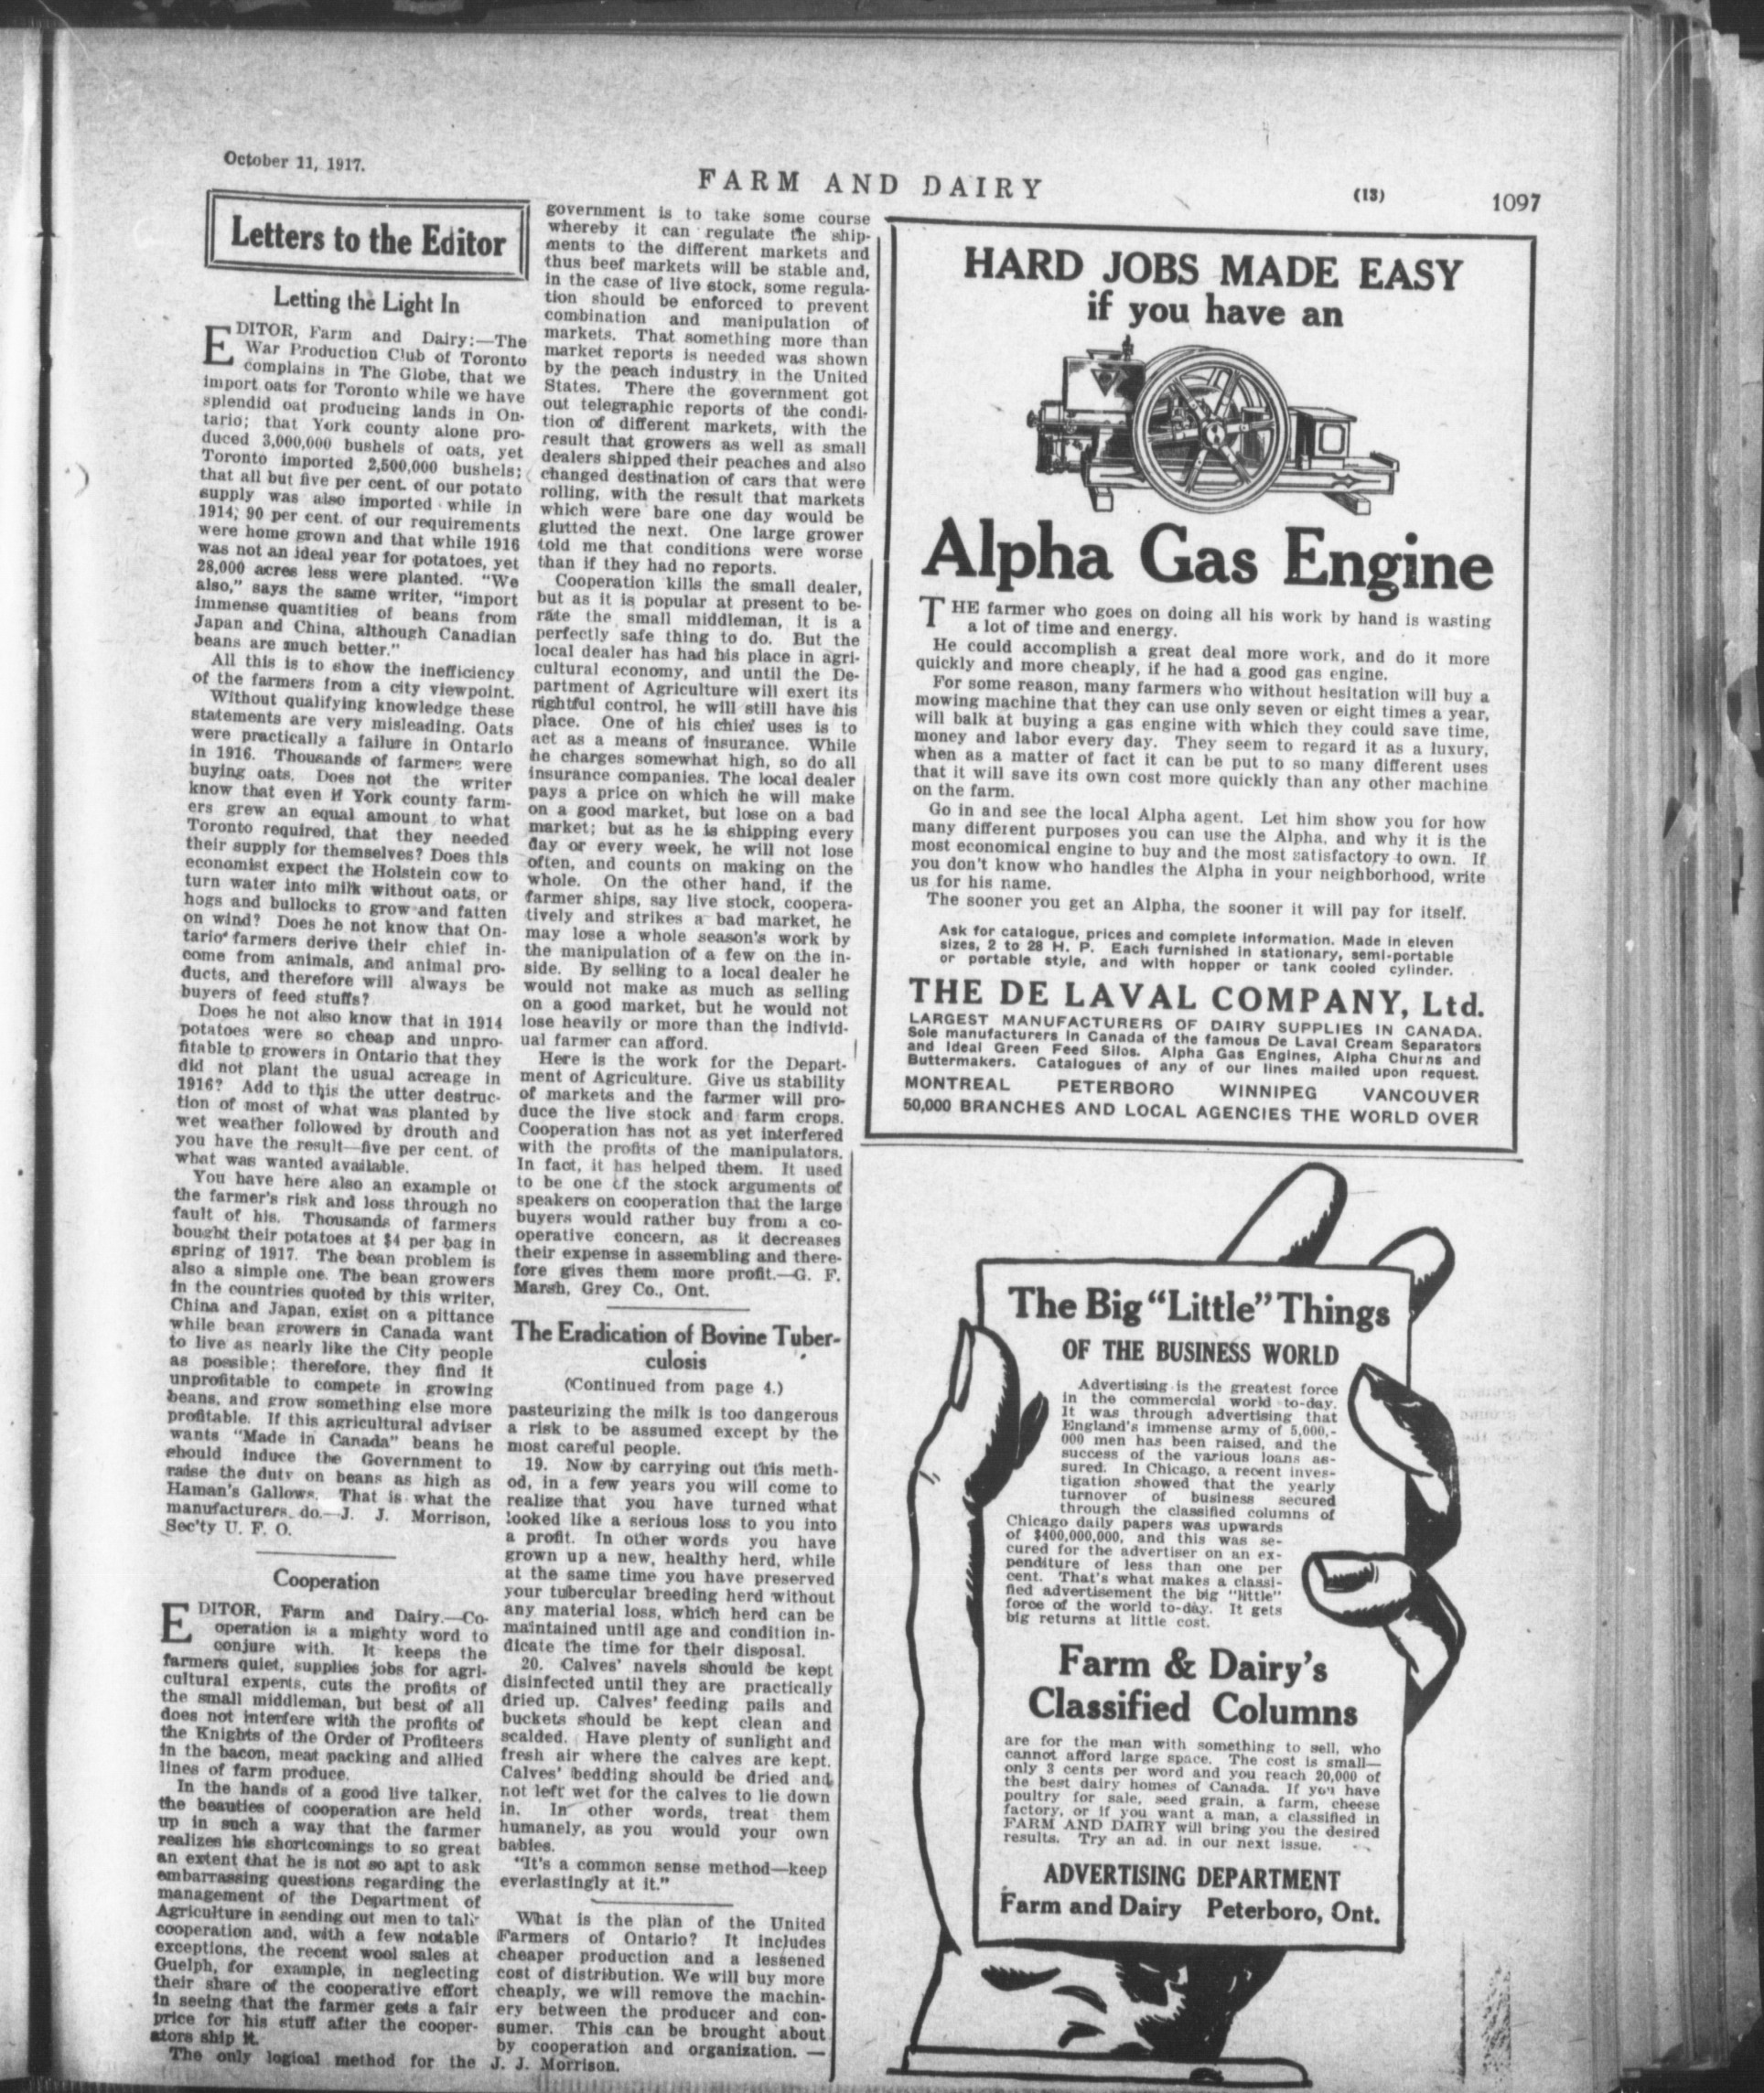 October 11, 1917.
FARM AND DAIRY
(13)
1097
Letters to the Editor
Letting the Light In
EDITOR, Farm and Dairy:—The
War Production Club of Toronto
complains in The Globe, that we
import oats for Toronto while we have
splendid oat producing lands in On-
tario; that York county alone pro-
duced 3,000,000 bushels of oats, yet
Toronto imported 2,500,000 bushels;
that all but five per cent. of our potato
supply was also imported while in
1914, 90 per cent. of our requirements
were home grown and that while 1916
was not an ideal year for potatoes, yet
28,000 acres less were planted. "We
also," says the same writer, "import
immense quantities of beans from
Japan and China, although Canadian
beans are much better."
All this is to show the inefficiency
of the farmers from a city viewpoint.
Without qualifying knowledge these
statements are very misleading. Oats
were practically a failure in Ontario
in 1916. Thousands of farmers were
buying oats. Does not the writer
know that even if York county farm-
ers grew an equal amount to what
Toronto required, that they needed
their supply for themselves? Does this
economist expect the Holstein cow to
turn water into milk without oats, or
hogs and bullocks to grow and fatten
on wind? Does he not know that On-
tario farmers derive their chief in-
come from animals, and animal pro-
ducts, and therefore will always be
buyers of feed stuffs?
Does he not also know that in 1914
potatoes were so cheap and unpro-
fitable to growers in Ontario that they
did not plant the usual acreage in
1916? Add to this the utter destruc-
tion of most of what was planted by
wet weather followed by drouth and
you have the result—five per cent. of
what was wanted available.
You have here also an example of
the farmer's risk and loss through no
fault of his. Thousands of farmers
bought their potatoes at $4 per bag in
spring of 1917. The bean problem is
also a simple one. The bean growers
in the countries quoted by this writer,
China and Japan, exist on a pittance
while bean growers in Canada want
to live as nearly like the City people
as possible; therefore, they find it
unprofitable to compete in growing
beans, and grow something else more
profitable. If this agricultural adviser
wants "Made in Canada" beans he
should induce the Government to
raise the duty on beans as high as
Haman's Gallows. That is what the
manufacturers do.—J. J. Morrison,
Sec'ty U. F. O.
Cooperation
EDITOR, Farm and Dairy.—Co-
operation is a mighty word to
conjure with. It keeps the
farmers quiet, supplies jobs for agri-
cultural experts, cuts the profits of
the small middleman, but best of all
does not interfere with the profits of
the Knights of the Order of Profiteers
in the bacon, meat packing and allied
lines of farm produce.
In the hands of a good live talker,
the beauties of cooperation are held
up in such a way that the farmer
realizes his shortcomings to so great
an extent that he is not so apt to ask
embarrassing questions regarding the
management of the Department of
Agriculture in sending out men to talk
cooperation and, with a few notable
exceptions, the recent wool sales at
Guelph, for example, in neglecting
their share of the cooperative effort
in seeing that the farmer gets a fair
price for his stuff after the cooper-
ators ship it.
The only logical method for the
government is to take some course
whereby it can regulate the ship-
ments to the different markets and
thus beef markets will be stable and,
in the case of live stock, some regula-
tion should be enforced to prevent
combination and manipulation of
markets. That something more than
market reports is needed was shown
by the peach industry in the United
States. There the government got
out telegraphic reports of the condi-
tion of different markets, with the
result that growers as well as small
dealers shipped their peaches and also
changed destination of cars that were
rolling, with the result that markets
which were bare one day would be
glutted the next. One large grower
told me that conditions were worse
than if they had no reports.
Cooperation kills the small dealer,
but as it is popular at present to be-
rate the small middleman, it is a
perfectly safe thing to do. But the
local dealer has had his place in agri-
cultural economy, and until the De-
partment of Agriculture will exert its
rightful control, he will still have his
place. One of his chief uses is to
act as a means of insurance. While
he charges somewhat high, so do all
insurance companies. The local dealer
pays a price on which he will make
on a good market, but lose on a bad
market; but as he is shipping every
day or every week, he will not lose
often, and counts on making on the
whole. On the other hand, if the
farmer ships, say live stock, coopera-
tively and strikes a bad market, he
may lose a whole season's work by
the manipulation of a few on the in-
side. By selling to a local dealer he
would not make as much as selling
on a good market, but he would not
lose heavily or more than the individ-
ual farmer can afford.
Here is the work for the Depart-
ment of Agriculture. Give us stability
of markets and the farmer will pro-
duce the live stock and farm crops.
Cooperation has not as yet interfered
with the profits of the manipulators.
In fact, it has helped them. It used
to be one of the stock arguments of
speakers on cooperation that the large
buyers would rather buy from a co-
operative concern, as it decreases
their expense in assembling and there-
fore gives them more profit.—G. F.
Marsh, Grey Co., Ont.
The Eradication of Bovine Tuber-
culosis
(Continued from page 4.)
pasteurizing the milk is too dangerous
a risk to be assumed except by the
most careful people.
19. Now by carrying out this meth-
od, in a few years you will come to
realize that you have turned what
looked like a serious loss to you into
a profit. In other words you have
grown up a new, healthy herd, while
at the same time you have preserved
your tubercular breeding herd without
any material loss, which herd can be
maintained until age and condition in-
dicate the time for their disposal.
20. Calves' navels should be kept
disinfected until they are practically
dried up. Calves' feeding pails and
buckets should be kept clean and
scalded. Have plenty of sunlight and
fresh air where the calves are kept.
Calves' bedding should be dried and
not left wet for the calves to lie down
in. In other words, treat them
humanely, as you would your own
babies.
"It's a common sense method—keep
everlastingly at it."
What is the plan of the United
Farmers of Ontario? It includes
cheaper production and a lessened
cost of distribution. We will buy more
cheaply, we will remove the machin-
ery between the producer and con-
sumer. This can be brought about
by cooperation and organization. —
J. J. Morrison.
HARD JOBS MADE EASY
if you have an
Alpha Gas Engine
THE farmer who goes on doing all his work by hand is wasting
a lot of time and energy.
He could accomplish a great deal more work, and do it more
quickly and more cheaply, if he had a good gas engine.
For some reason, many farmers who without hesitation will buy a
mowing machine that they can use only seven or eight times a year,
will balk at buying a gas engine with which they could save time,
money and labor every day. They seem to regard it as a luxury,
when as a matter of fact it can be put to so many different uses
that it will save its own cost more quickly than any other machine
on the farm.
Go in and see the local Alpha agent. Let him show you for how
many different purposes you can use the Alpha, and why it is the
most economical engine to buy and the most satisfactory to own. If
you don't know who handles the Alpha in your neighborhood, write
us for his name.
The sooner you get an Alpha, the sooner it will pay for itself.
Ask for catalogue, prices and complete information. Made in eleven
sizes, 2 to 28 H. P. Each furnished in stationary, semi-portable
or portable style, and with hopper or tank cooled cylinder.
THE DE LAVAL COMPANY, Ltd.
LARGEST MANUFACTURERS OF DAIRY SUPPLIES IN CANADA.
Sole manufacturers in Canada of the famous De Laval Cream Separators
and Ideal Green Feed Silos. Alpha Gas Engines, Alpha Churns and
Buttermakers. Catalogues of any of our lines mailed upon request.
MONTREAL PETERBORO WINNIPEG VANCOUVER
50,000 BRANCHES AND LOCAL AGENCIES THE WORLD OVER
The Big "Little" Things
OF THE BUSINESS WORLD
Advertising is the greatest force
in the commercial world to-day.
It was through advertising that
England's immense army of 5,000,-
000 men has been raised, and the
success of the various loans as-
sured. In Chicago, a recent inves-
tigation showed that the yearly
turnover of business secured
through the classified columns of
Chicago daily papers was upwards
of $400,000,000, and this was se-
cured for the advertiser on an ex-
penditure of less than one per
cent. That's what makes a classi-
fied advertisement the big "little"
force of the world to-day. It gets
big returns at little cost.
Farm & Dairy's
Classified Columns
are for the man with something to sell, who
cannot afford large space. The cost is small—
only 3 cents per word and you reach 20,000 of
the best dairy homes of Canada. If you have
poultry for sale, seed grain, a farm, cheese
factory, or if you want a man, a classified in
FARM AND DAIRY will bring you the desired
results. Try an ad. in our next issue.
ADVERTISING DEPARTMENT
Farm and Dairy Peterboro, Ont.